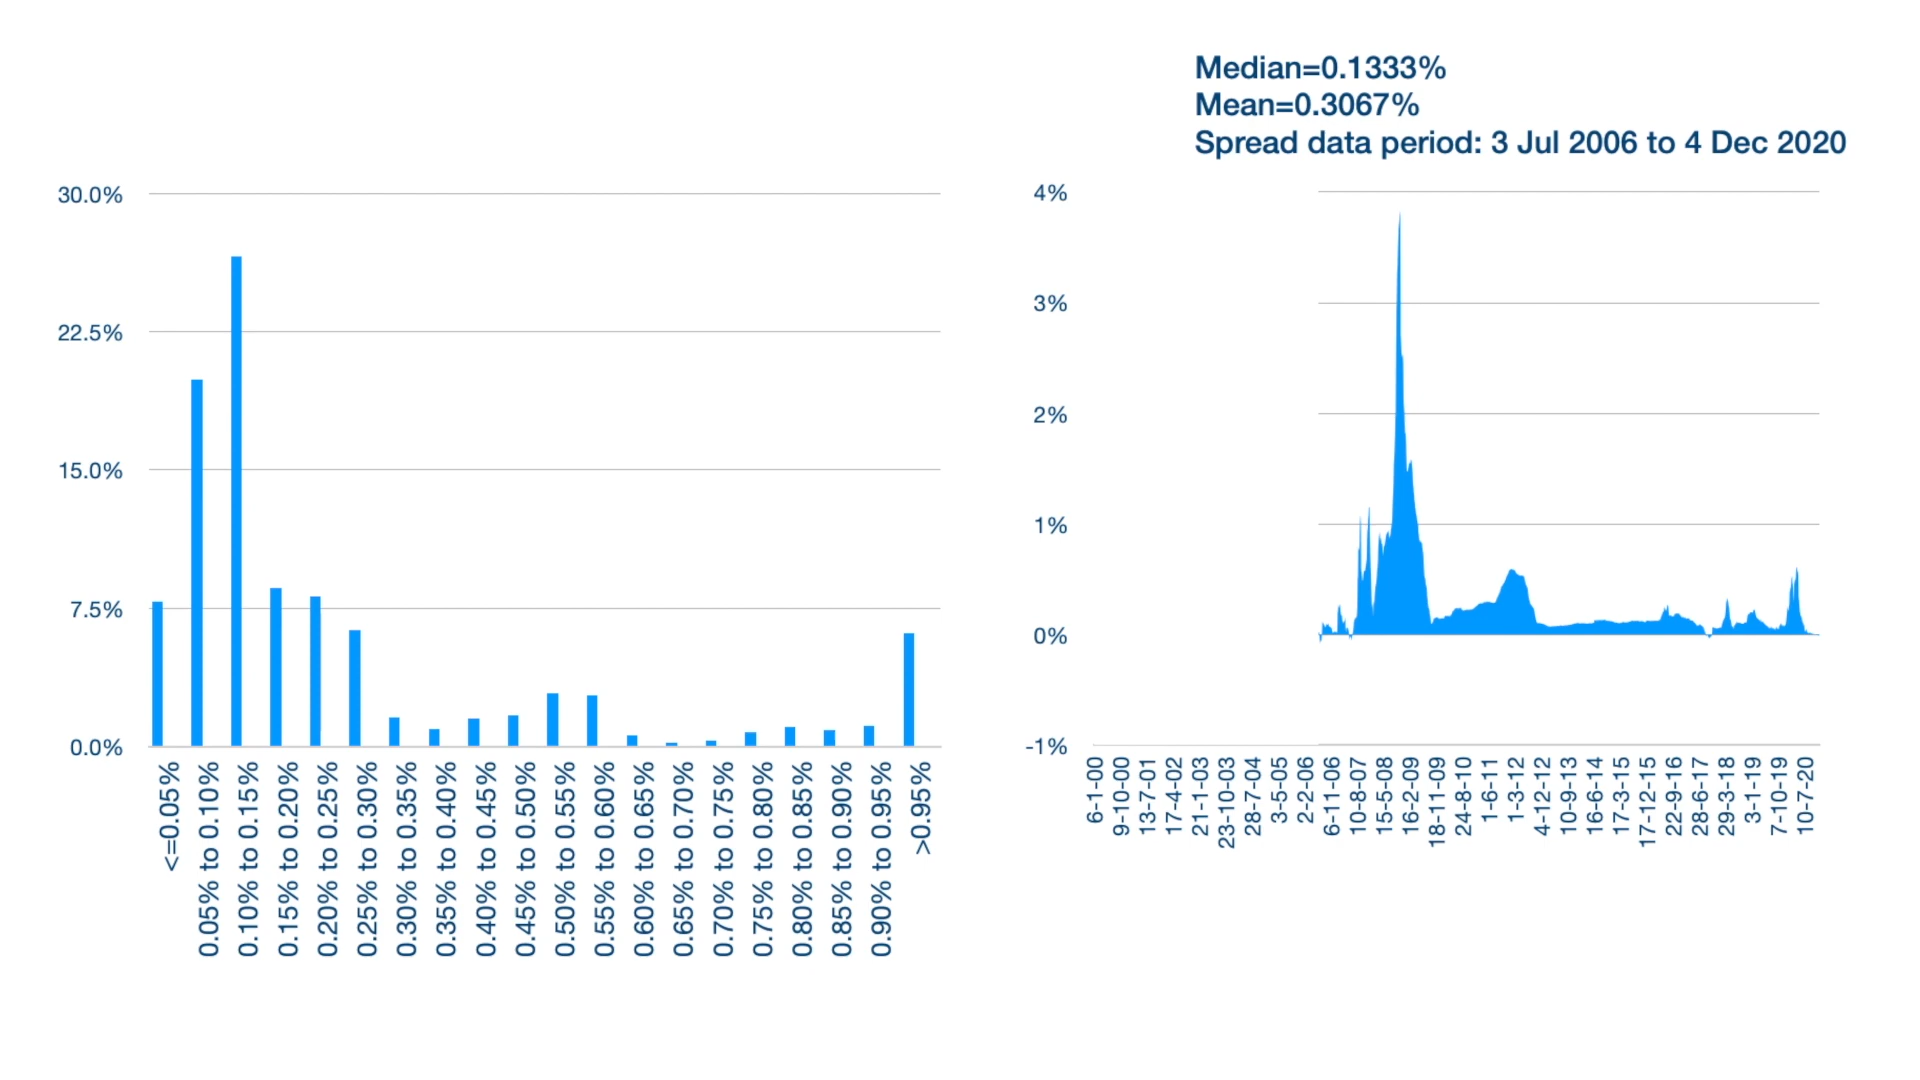 Median=0.1333%
Mean=0.3067%
Spread data period: 3 Jul 2006 to 4 Dec 2020
30.0%
22.5%
15.0%
7.5%
0.0%
<=0.05%
0.05% to 0.10%
0.10% to 0.15%
0.15% to 0.20%
0.20% to 0.25%
0.25% to 0.30%
0.30% to 0.35%
0.35% to 0.40%
0.40% to 0.45%
0.45% to 0.50%
0.50% to 0.55%
0.55% to 0.60%
0.60% to 0.65%
0.65% to 0.70%
0.70% to 0.75%
0.75% to 0.80%
0.80% to 0.85%
0.85% to 0.90%
0.90% to 0.95%
>0.95%
4%
3%
2%
1%
0%
-1%
6-1-00
9-10-00
13-7-01
17-4-02
21-1-03
23-10-03
28-7-04
3-5-05
2-2-06
6-11-06
10-8-07
15-5-08
16-2-09
18-11-09
24-8-10
1-6-11
1-3-12
4-12-12
10-9-13
16-6-14
17-3-15
17-12-15
22-9-16
28-6-17
29-3-18
3-1-19
7-10-19
10-7-20